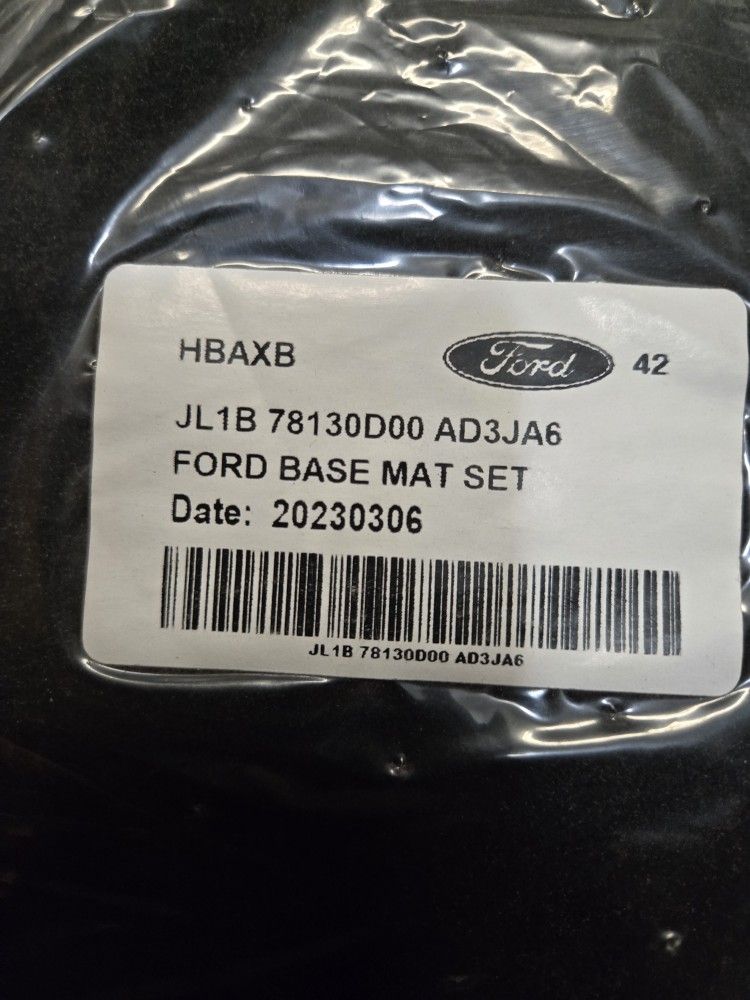 HBAXB Ford 42
JL1B 78130D00 AD3JA6
FORD BASE MAT SET
Date: 20230306
JL1B 78130D00 AD3JA6